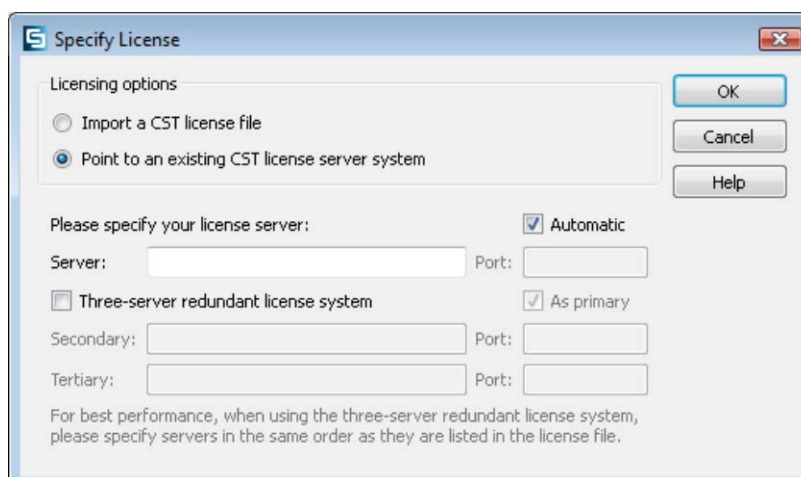 Specify License
Licensing options
Import a CST license file
Point to an existing CST license server system
OK
Cancel
Help
Please specify your license server:
Automatic
Server:
Port:
Three-server redundant license system
As primary
Secondary:
Port:
Tertiary:
Port:
For best performance, when using the three-server redundant license system,
please specify servers in the same order as they are listed in the license file.